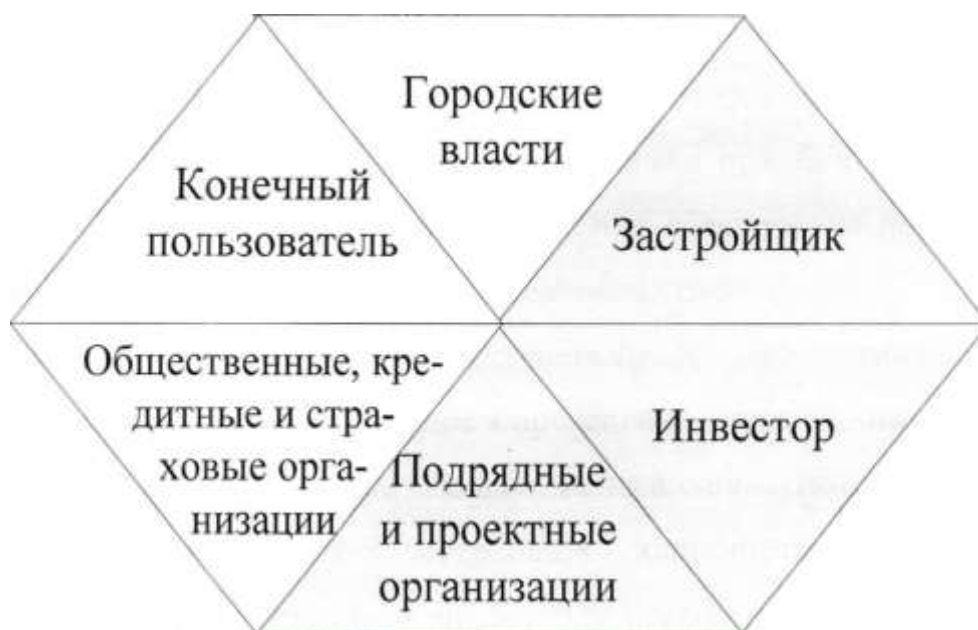 Городские
власти
Конечный
пользователь
Застройщик
Общественные, кре-
дитные и стра-
ховые орга-
низации
Подрядные
и проектные
организации
Инвестор